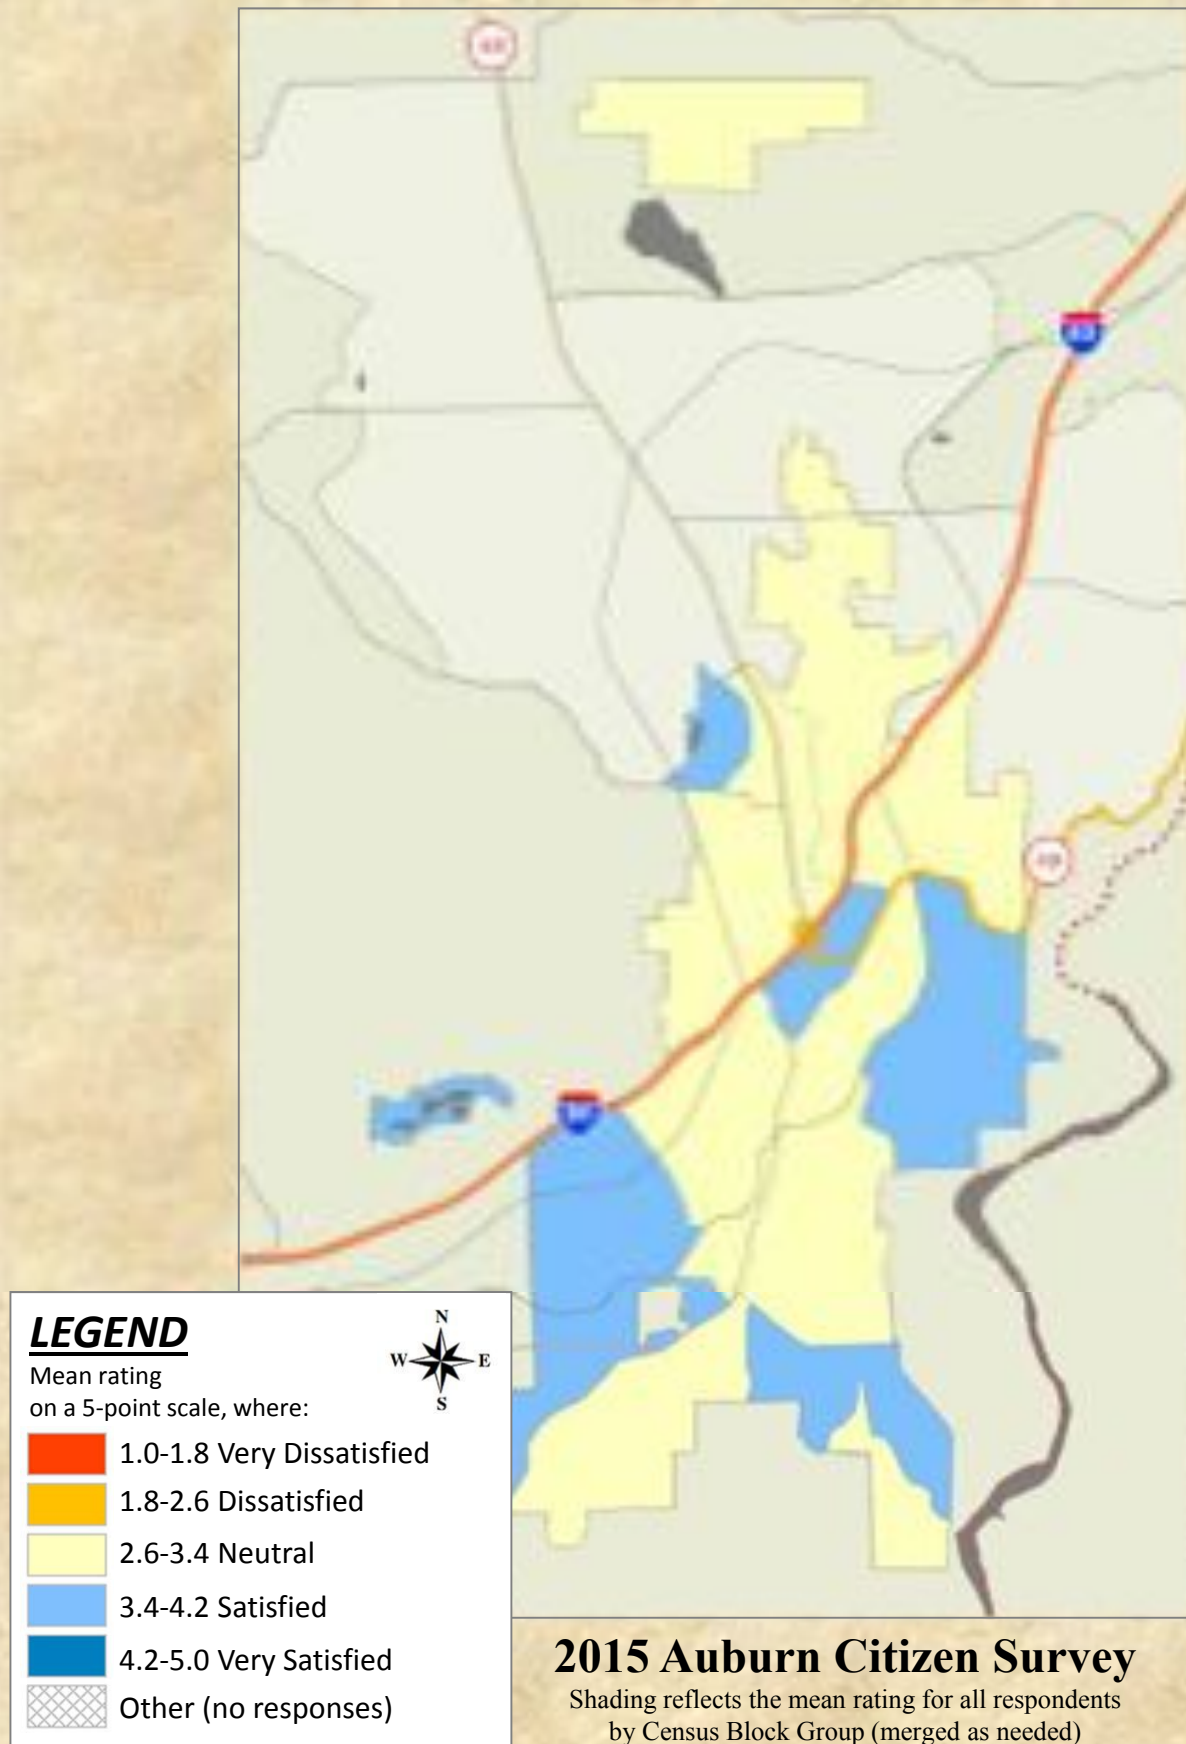 LEGEND
Mean rating
on a 5-point scale, where:
N
W
E
S
1.0-1.8 Very Dissatisfied
1.8-2.6 Dissatisfied
2.6-3.4 Neutral
3.4-4.2 Satisfied
4.2-5.0 Very Satisfied
Other (no responses)
2015 Auburn Citizen Survey
Shading reflects the mean rating for all respondents
by Census Block Group (merged as needed)